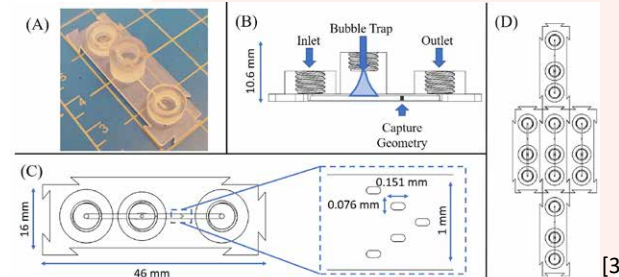 (A)
(B)
Bubble Trap
Inlet
Outlet
10.6 mm
Capture
Geometry
(C)
16 mm
46 mm
0.151 mm
0.076 mm
1 mm
(D)
[3